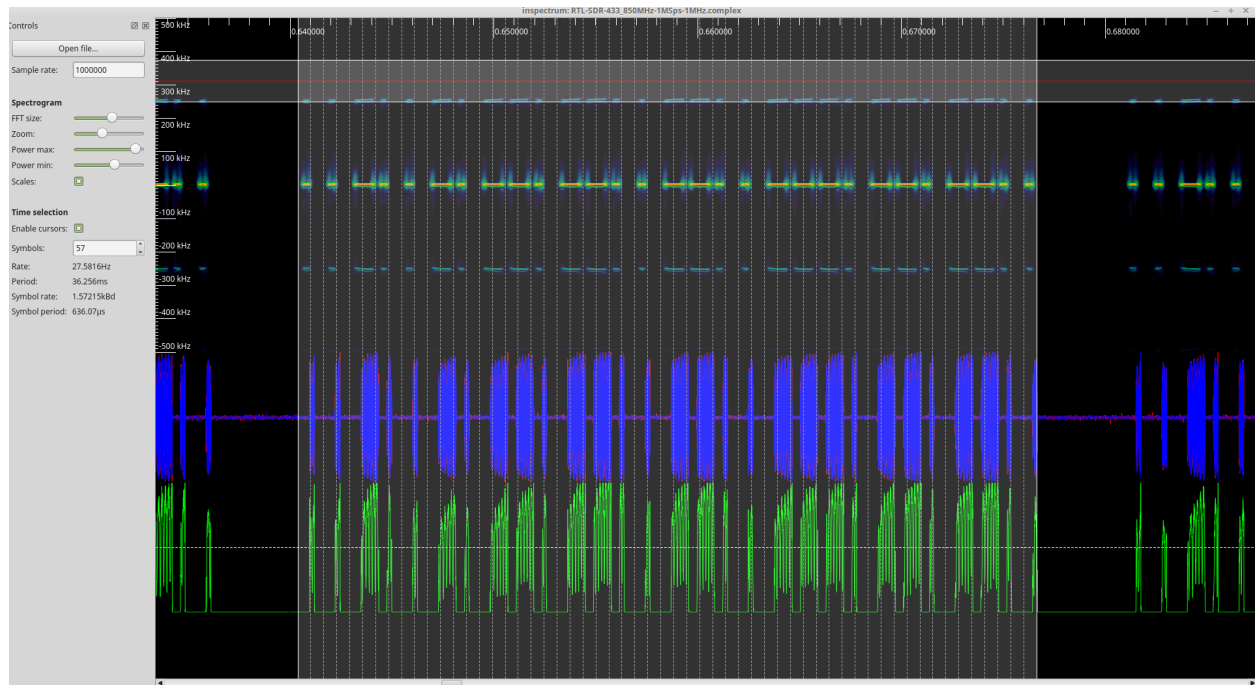 inspectrum: RTL-SDR-433_850MHz-1MSps-1MHz.complex
Controls
Open file...
Sample rate: 1000000
Spectrogram
FFT size:
Zoom:
Power max:
Power min:
Scales:
Time selection
Enable cursors:
Symbols: 57
Rate: 27.5816Hz
Period: 36.256ms
Symbol rate: 1.57215kBd
Symbol period: 636.07µs
500 kHz
0.640000
0.650000
0.660000
0.670000
0.680000
400 kHz
300 kHz
200 kHz
100 kHz
-100 kHz
-200 kHz
-300 kHz
-400 kHz
-500 kHz